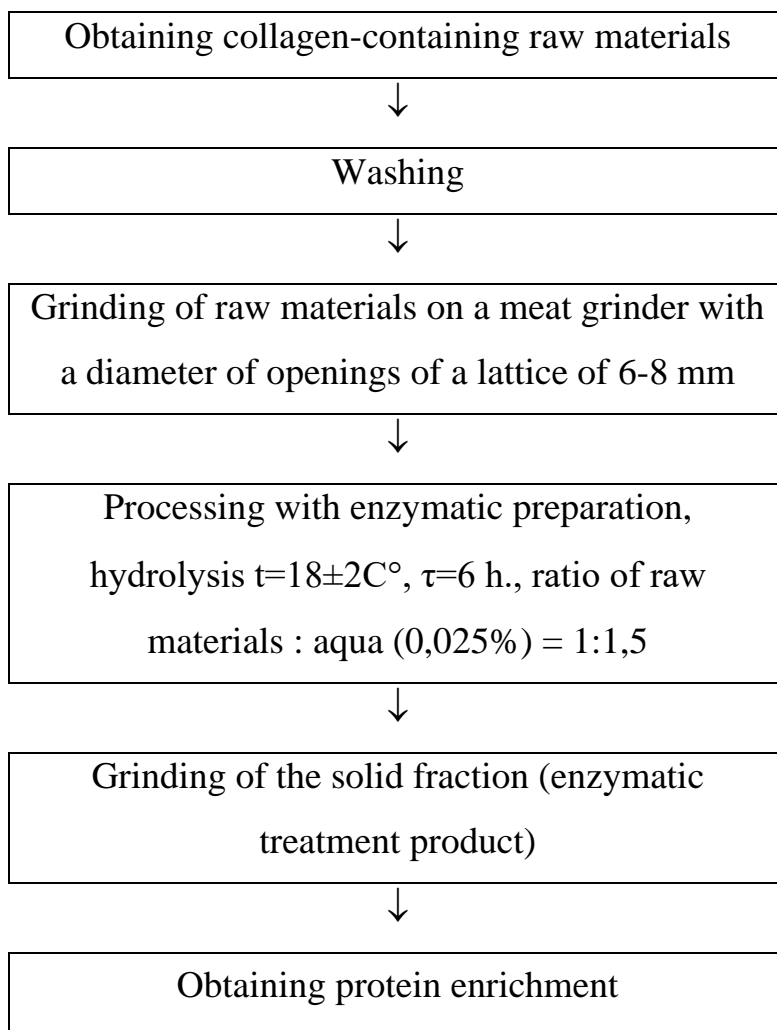 Obtaining collagen-containing raw materials
↓
Washing
↓
Grinding of raw materials on a meat grinder with
a diameter of openings of a lattice of 6-8 mm
↓
Processing with enzymatic preparation,
hydrolysis t=18±2C°, τ=6 h., ratio of raw
materials : aqua (0,025%) = 1:1,5
↓
Grinding of the solid fraction (enzymatic
treatment product)
↓
Obtaining protein enrichment